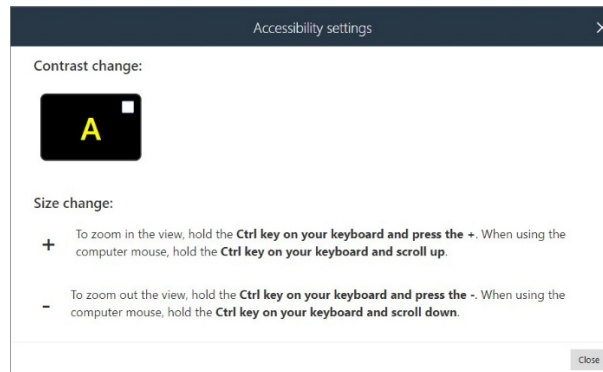 Accessibility settings
Contrast change:
A
Size change:
+ To zoom in the view, hold the Ctrl key on your keyboard and press the +. When using the
computer mouse, hold the Ctrl key on your keyboard and scroll up.
- To zoom out the view, hold the Ctrl key on your keyboard and press the -. When using the
computer mouse, hold the Ctrl key on your keyboard and scroll down.
Close